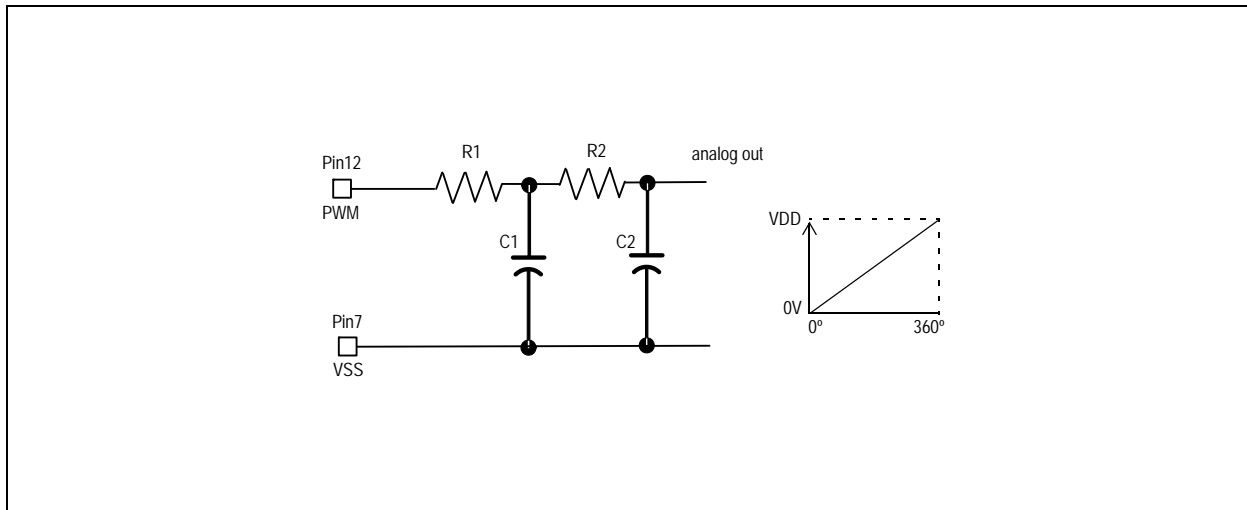 R1
R2
analog out
Pin12
PWM
C1
C2
VDD
0V
0º
360º
Pin7
VSS